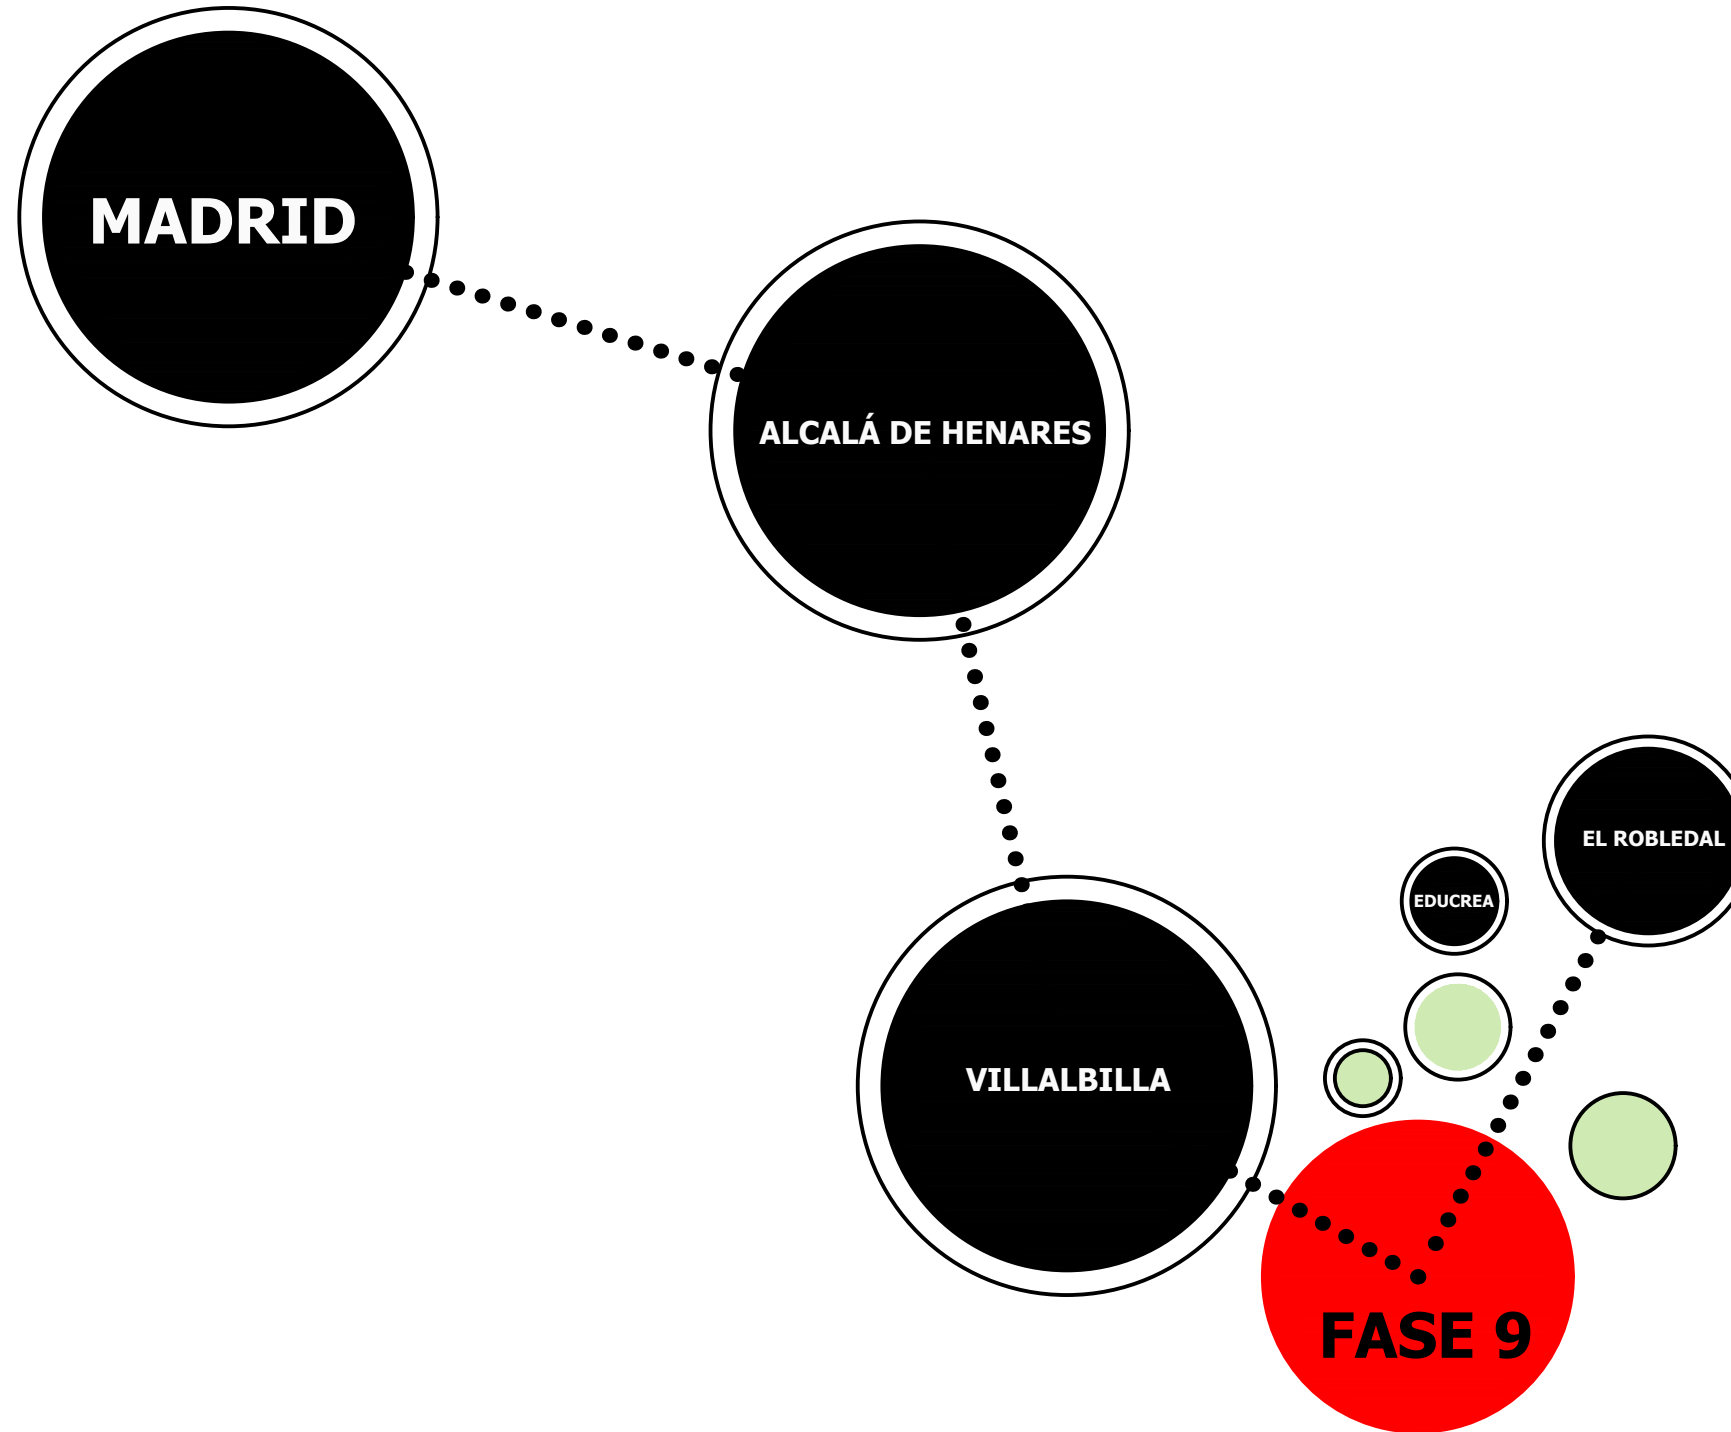 MADRID
ALCALÁ DE HENARES
EL ROBLEDAL
EDUCREA
VILLALBILLA
FASE 9